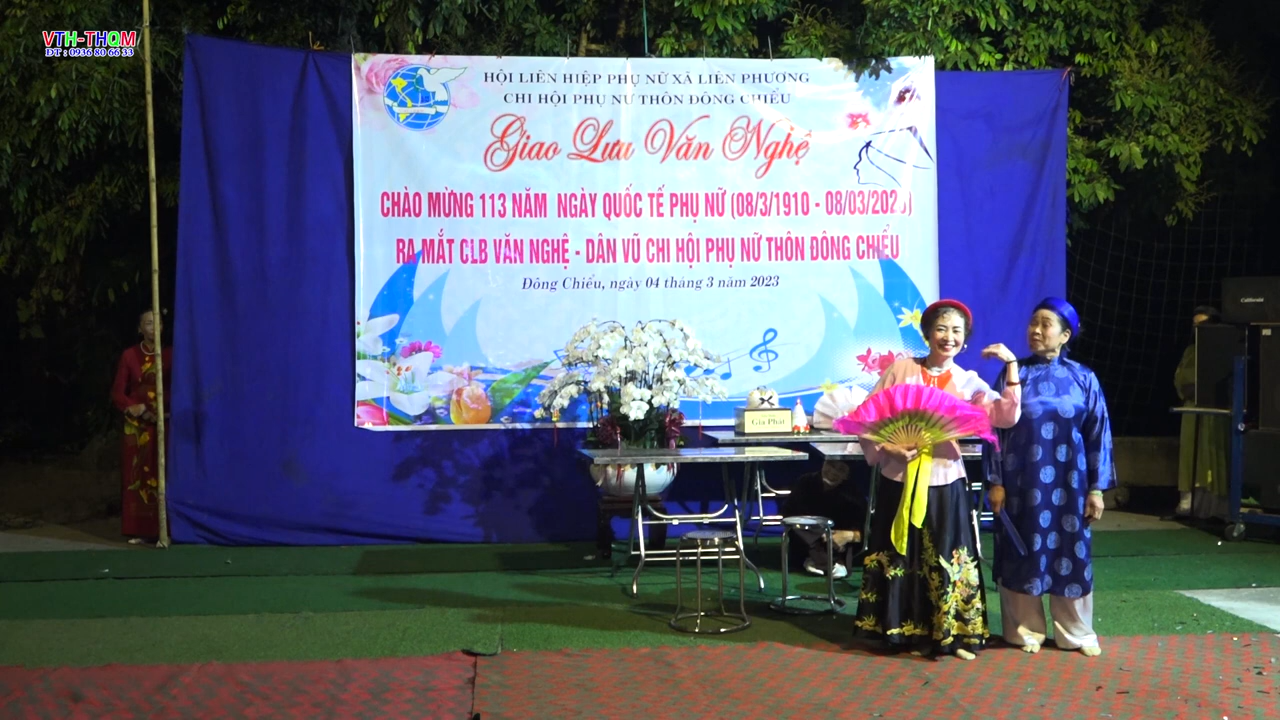 VTH-THQM
ĐT : 0936 80 66 33
HỘI LIÊN HIỆP PHỤ NỮ XÃ LIÊN PHƯƠNG
CHI HỘI PHỤ NỮ THÔN ĐÔNG CHIỂU
Giao Lưu Văn Nghệ
CHÀO MỪNG 113 NĂM NGÀY QUỐC TẾ PHỤ NỮ (08/3/1910 - 08/03/2023)
RA MẮT CLB VĂN NGHỆ - DÂN VŨ CHI HỘI PHỤ NỮ THÔN ĐÔNG CHIỂU
Đông Chiểu, ngày 04 tháng 3 năm 2023
Gia Phát